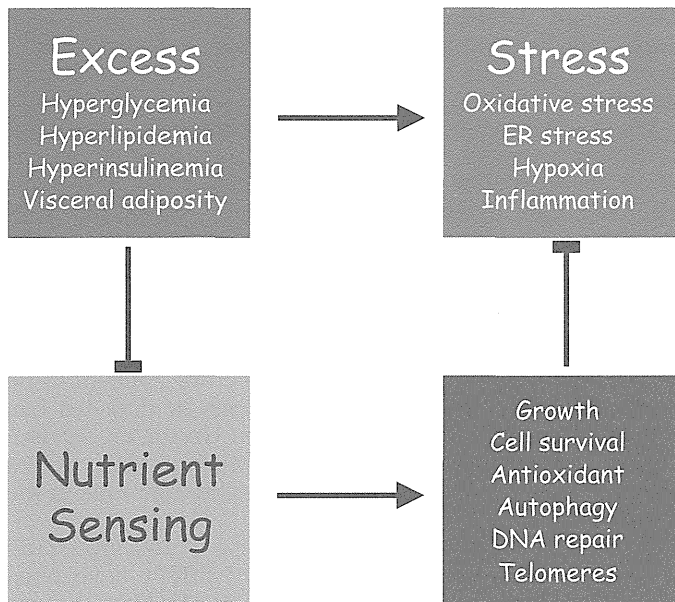 Excess
Hyperglycemia
Hyperlipidemia
Hyperinsulinemia
Visceral adiposity
Stress
Oxidative stress
ER stress
Hypoxia
Inflammation
Nutrient
Sensing
Growth
Cell survival
Antioxidant
Autophagy
DNA repair
Telomeres